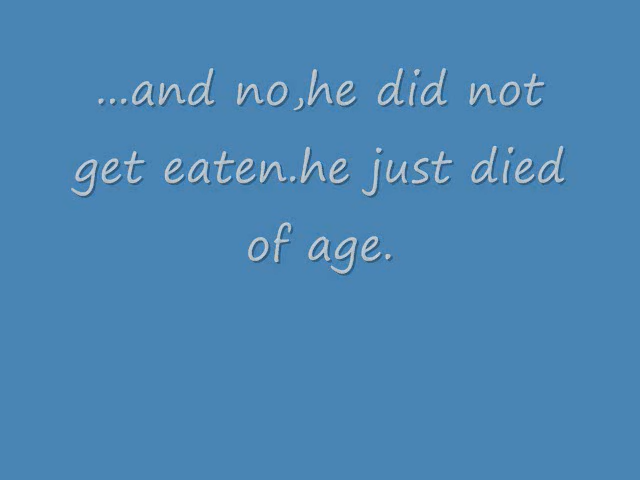 ...and no,he did not
get eaten.he just died
of age.